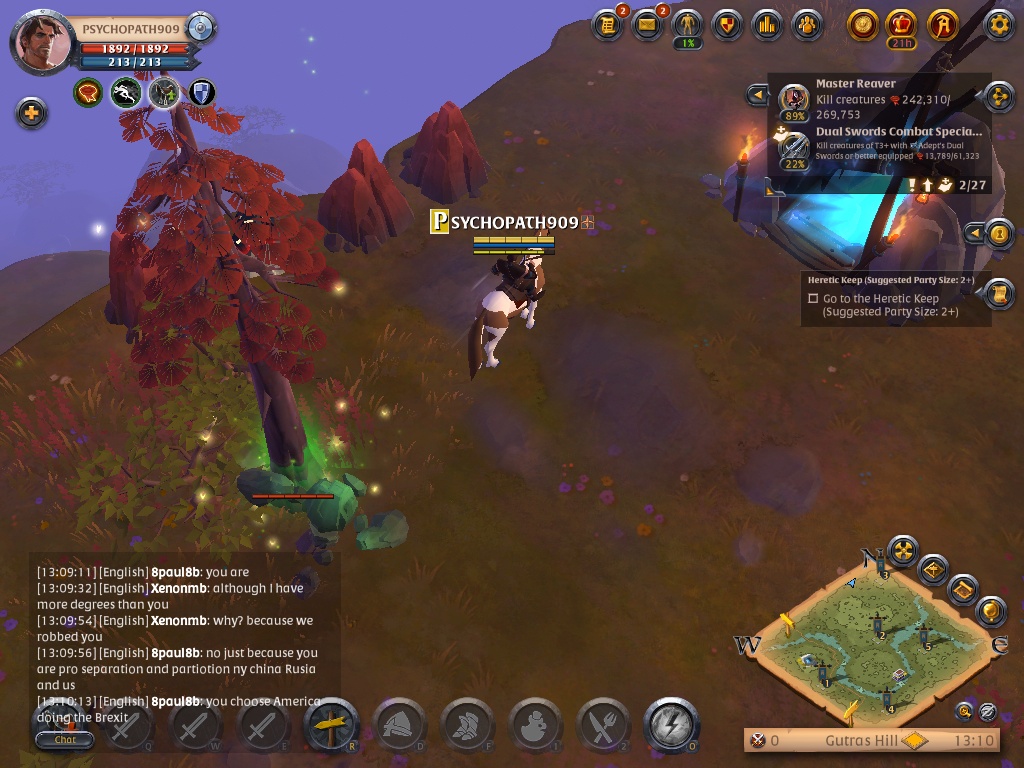 PSYCHOPATH909
1892 / 1892
213 / 213
2
2
1%
21h
Master Reaver
Kill creatures 242,310/
269,753
89%
Dual Swords Combat Specia...
Kill creatures of T3+ with Adept's Dual
Swords or better equipped 13,789/61,323
22%
2/27
PSYCHOPATH909
Heretic Keep (Suggested Party Size: 2+)
Go to the Heretic Keep
(Suggested Party Size: 2+)
[13:09:11] [English] 8paul8b: you are
[13:09:32] [English] Xenonmb: although I have
more degrees than you
[13:09:54] [English] Xenonmb: why? because we
robbed you
[13:09:56] [English] 8paul8b: no just because you
are pro separation and partiotion ny china Rusia
and us
[13:10:13] [English] 8paul8b: you choose America
doing the Brexit
Chat
Q
W
E
R
D
F
1
2
O
N
W
E
3
2
5
1
4
0
Gutras Hill
13:10